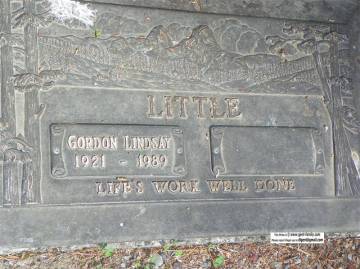 LITTLE
GORDON LINDSAY
1921 - 1989
LIFE'S WORK WELL DONE